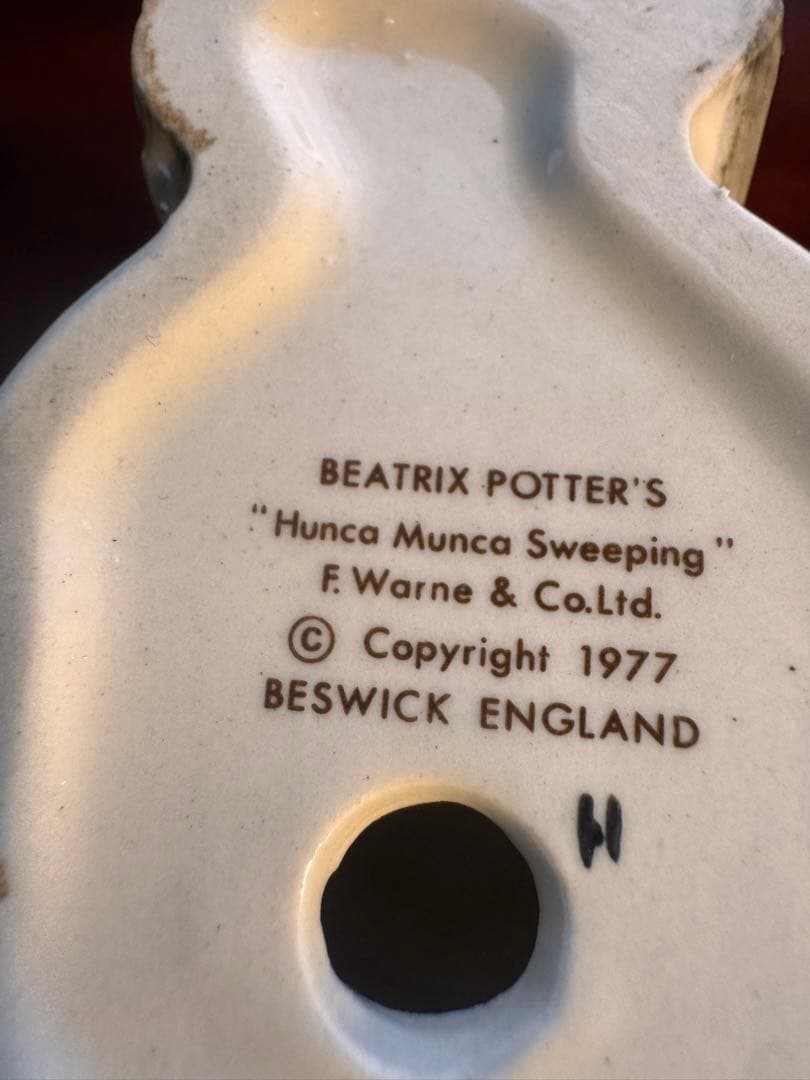 BEATRIX POTTER'S
"Hunca Munca Sweeping"
F. Warne & Co.Ltd.
© Copyright 1977
BESWICK ENGLAND
H